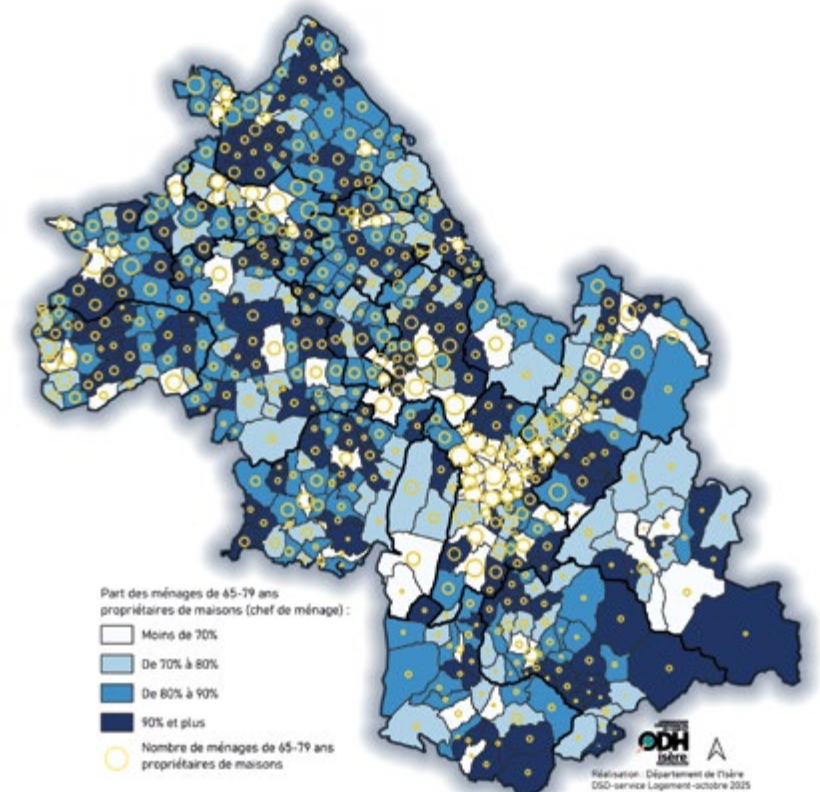 Part des ménages de 65-79 ans
propriétaires de maisons (chef de ménage) :
Moins de 70%
De 70% à 80%
De 80% à 90%
90% et plus
Nombre de ménages de 65-79 ans
propriétaires de maisons
ODH
isère
Réalisation : Département de l'Isère
DSD-service Logement-octobre 2025